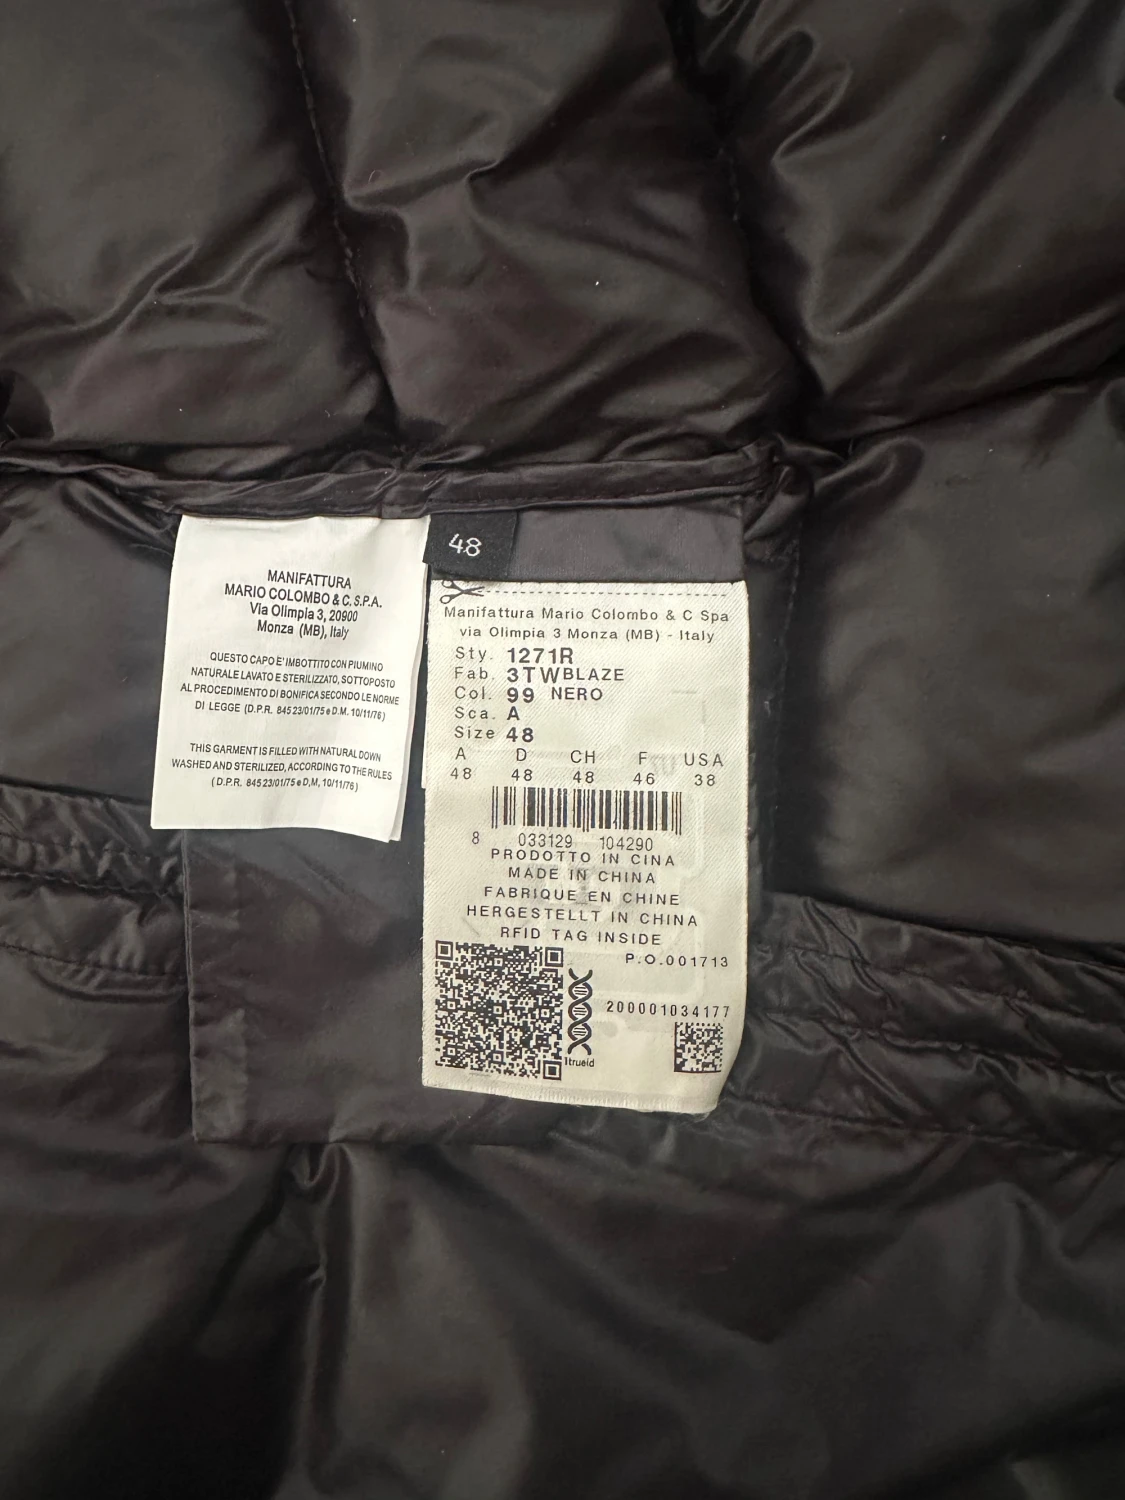 MANIFATTURA
MARIO COLOMBO & C. S.P.A.
Via Olimpia 3, 20900
Monza (MB), Italy
QUESTO CAPO E' IMBOTTITO CON PIUMINO
NATURALE LAVATO E STERILIZZATO, SOTTOPOSTO
AL PROCEDIMENTO DI BONIFICA SECONDO LE NORME
DI LEGGE (D.P.R. 845 23/01/75 e D.M. 10/11/76)
THIS GARMENT IS FILLED WITH NATURAL DOWN
WASHED AND STERILIZED, ACCORDING TO THE RULES
(D.P.R. 845 23/01/75 e D,M, 10/11/76)
48
Manifattura Mario Colombo & C Spa
via Olimpia 3 Monza (MB) - Italy
Sty. 1271R
Fab. 3TWBLAZE
Col. 99 NERO
Sca. A
Size 48
A D CH F USA
48 48 48 46 38
8 033129 104290
PRODOTTO IN CINA
MADE IN CHINA
FABRIQUE EN CHINE
HERGESTELLT IN CHINA
RFID TAG INSIDE
P.O.001713
200001034177
1trueid